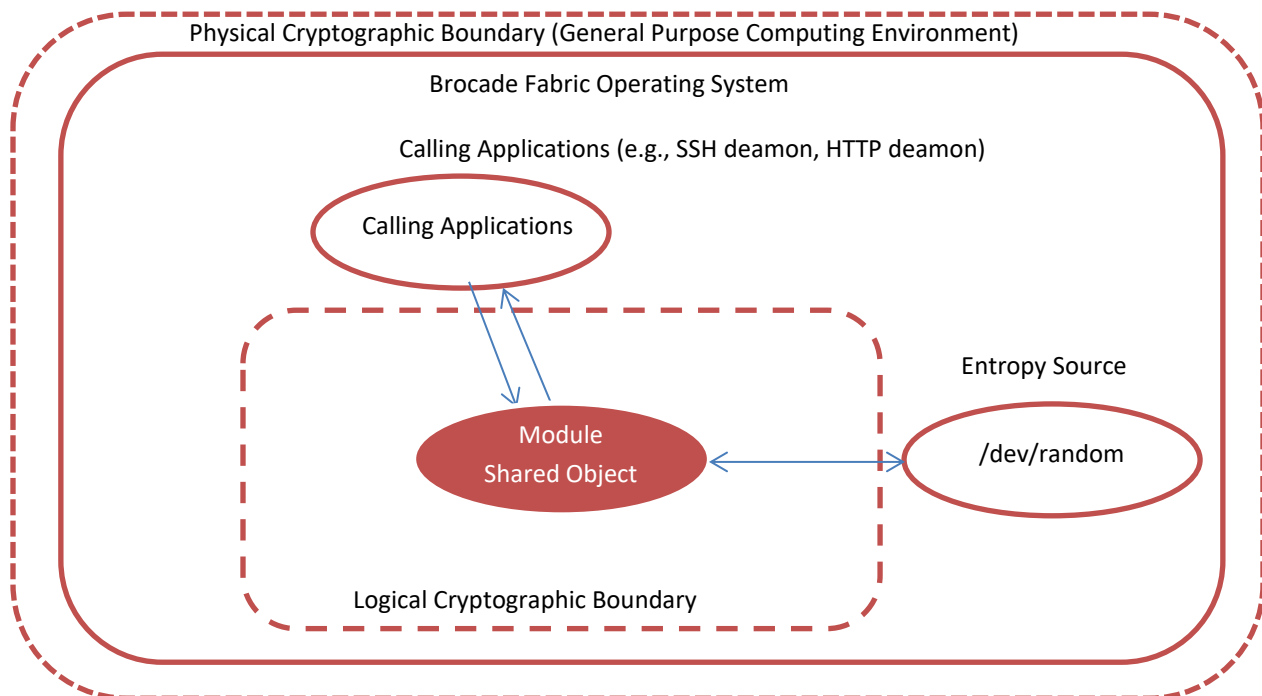 Physical Cryptographic Boundary (General Purpose Computing Environment)
Brocade Fabric Operating System
Calling Applications (e.g., SSH deamon, HTTP deamon)
Calling Applications
Entropy Source
Module
Shared Object
/dev/random
Logical Cryptographic Boundary